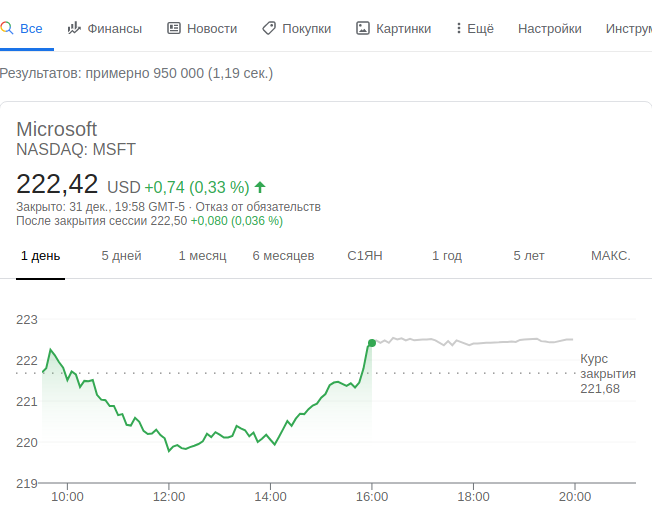 Все Финансы Новости Покупки Картинки Ещё Настройки
Результатов: примерно 950 000 (1,19 сек.)
Microsoft
NASDAQ: MSFT
222,42 USD +0,74 (0,33 %)
Закрыто: 31 дек., 19:58 GMT-5 · Отказ от обязательств
После закрытия сессии 222,50 +0,080 (0,036 %)
1 день 5 дней 1 месяц 6 месяцев С1ЯН 1 год 5 лет МАКС.
223
222
221
220
219
Курс
закрытия
221,68
10:00 12:00 14:00 16:00 18:00 20:00